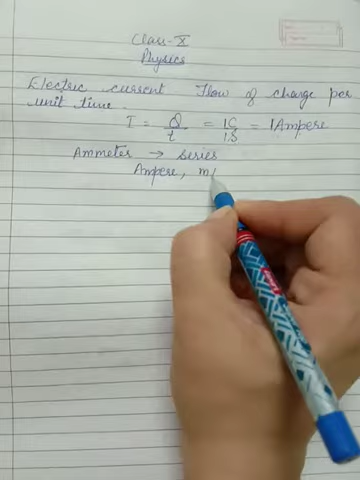 Class-X
Physics
Electric current Flow of charge per
unit time.
I = Q/t = 1C/1S = 1Ampere
Ammeter → series
Ampere, m